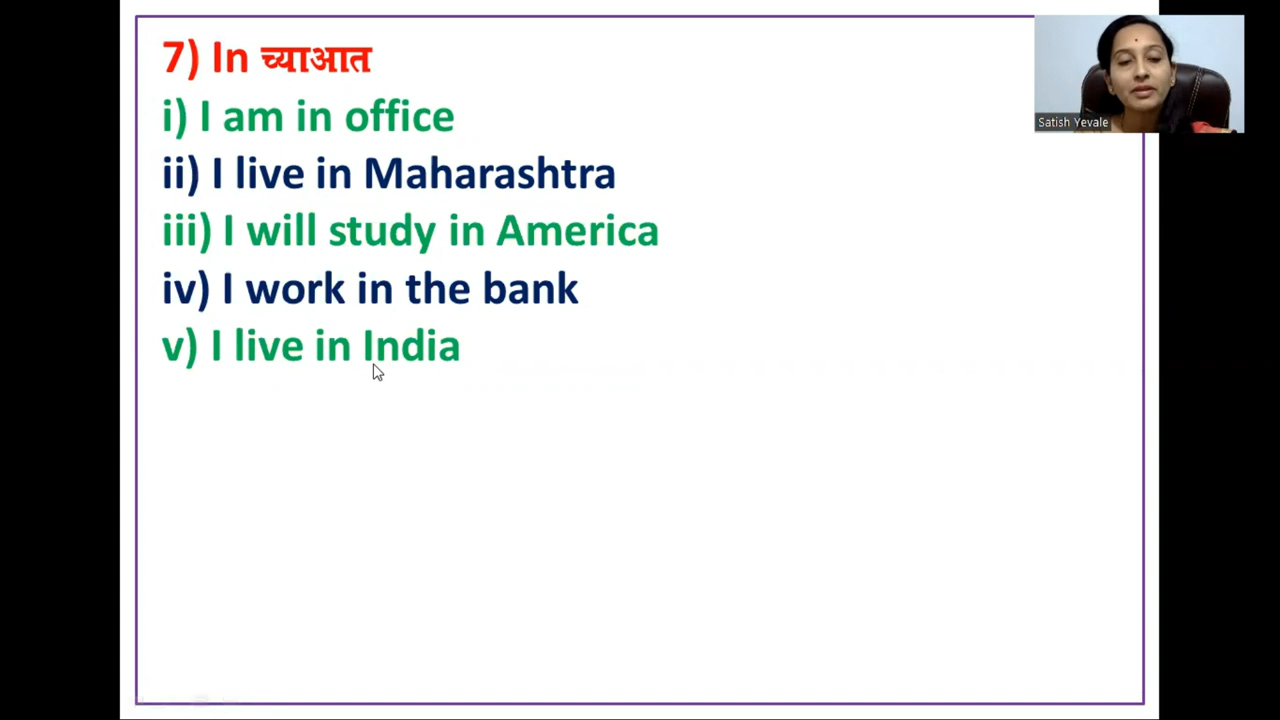 7) In च्याआत
i) I am in office
ii) I live in Maharashtra
iii) I will study in America
iv) I work in the bank
v) I live in India
Satish Yevale